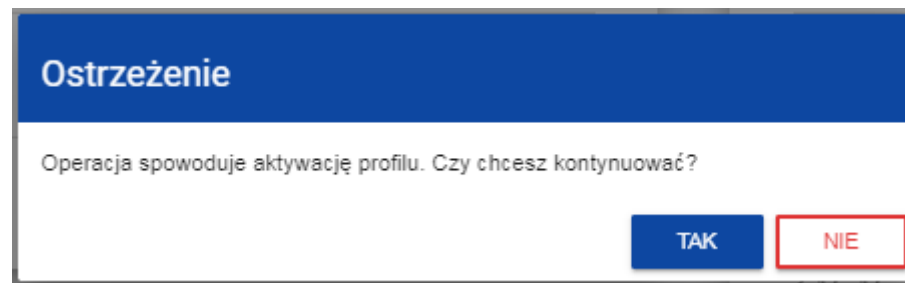 Ostrzeżenie
Operacja spowoduje aktywację profilu. Czy chcesz kontynuować?
TAK NIE